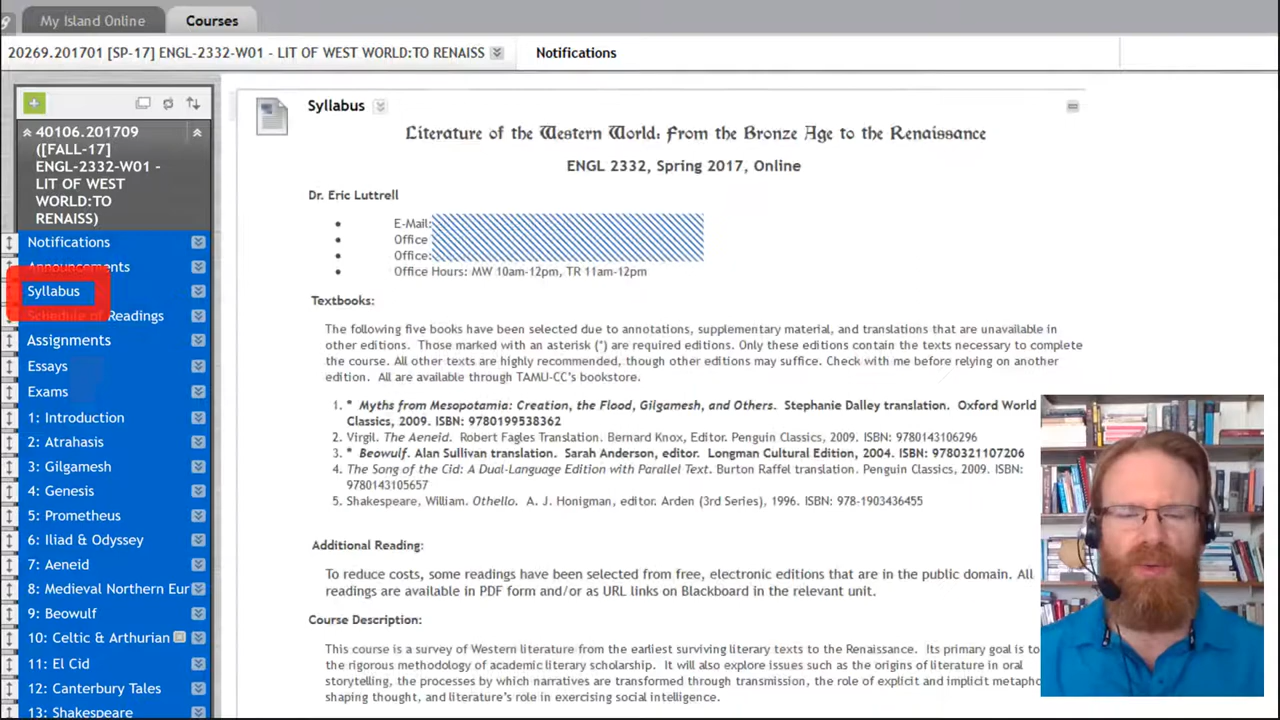 My Island Online
Courses
20269.201701 [SP-17] ENGL-2332-W01 - LIT OF WEST WORLD:TO RENAISS
Notifications
40106.201709
([FALL-17]
ENGL-2332-W01 -
LIT OF WEST
WORLD:TO
RENAISS)
Notifications
Announcements
Syllabus
Schedule of Readings
Assignments
Essays
Exams
1: Introduction
2: Atrahasis
3: Gilgamesh
4: Genesis
5: Prometheus
6: Iliad & Odyssey
7: Aeneid
8: Medieval Northern Eur
9: Beowulf
10: Celtic & Arthurian
11: El Cid
12: Canterbury Tales
13: Shakespeare
Syllabus
Literature of the Western World: From the Bronze Age to the Renaissance
ENGL 2332, Spring 2017, Online
Dr. Eric Luttrell
E-Mail:
Office
Office:
Office Hours: MW 10am-12pm, TR 11am-12pm
Textbooks:
The following five books have been selected due to annotations, supplementary material, and translations that are unavailable in
other editions. Those marked with an asterisk (*) are required editions. Only these editions contain the texts necessary to complete
the course. All other texts are highly recommended, though other editions may suffice. Check with me before relying on another
edition. All are available through TAMU-CC's bookstore.
1. * Myths from Mesopotamia: Creation, the Flood, Gilgamesh, and Others. Stephanie Dalley translation. Oxford World
Classics, 2009. ISBN: 9780199538362
2. Virgil. The Aeneid. Robert Fagles Translation. Bernard Knox, Editor. Penguin Classics, 2009. ISBN: 9780143106296
3. * Beowulf. Alan Sullivan translation. Sarah Anderson, editor. Longman Cultural Edition, 2004. ISBN: 9780321107206
4. The Song of the Cid: A Dual-Language Edition with Parallel Text. Burton Raffel translation. Penguin Classics, 2009. ISBN:
9780143105657
5. Shakespeare, William. Othello. A. J. Honigman, editor. Arden (3rd Series), 1996. ISBN: 978-1903436455
Additional Reading:
To reduce costs, some readings have been selected from free, electronic editions that are in the public domain. All
readings are available in PDF form and/or as URL links on Blackboard in the relevant unit.
Course Description:
This course is a survey of Western literature from the earliest surviving literary texts to the Renaissance. Its primary goal is to
the rigorous methodology of academic literary scholarship. It will also explore issues such as the origins of literature in oral
storytelling, the processes by which narratives are transformed through transmission, the role of explicit and implicit metapho
shaping thought, and literature's role in exercising social intelligence.